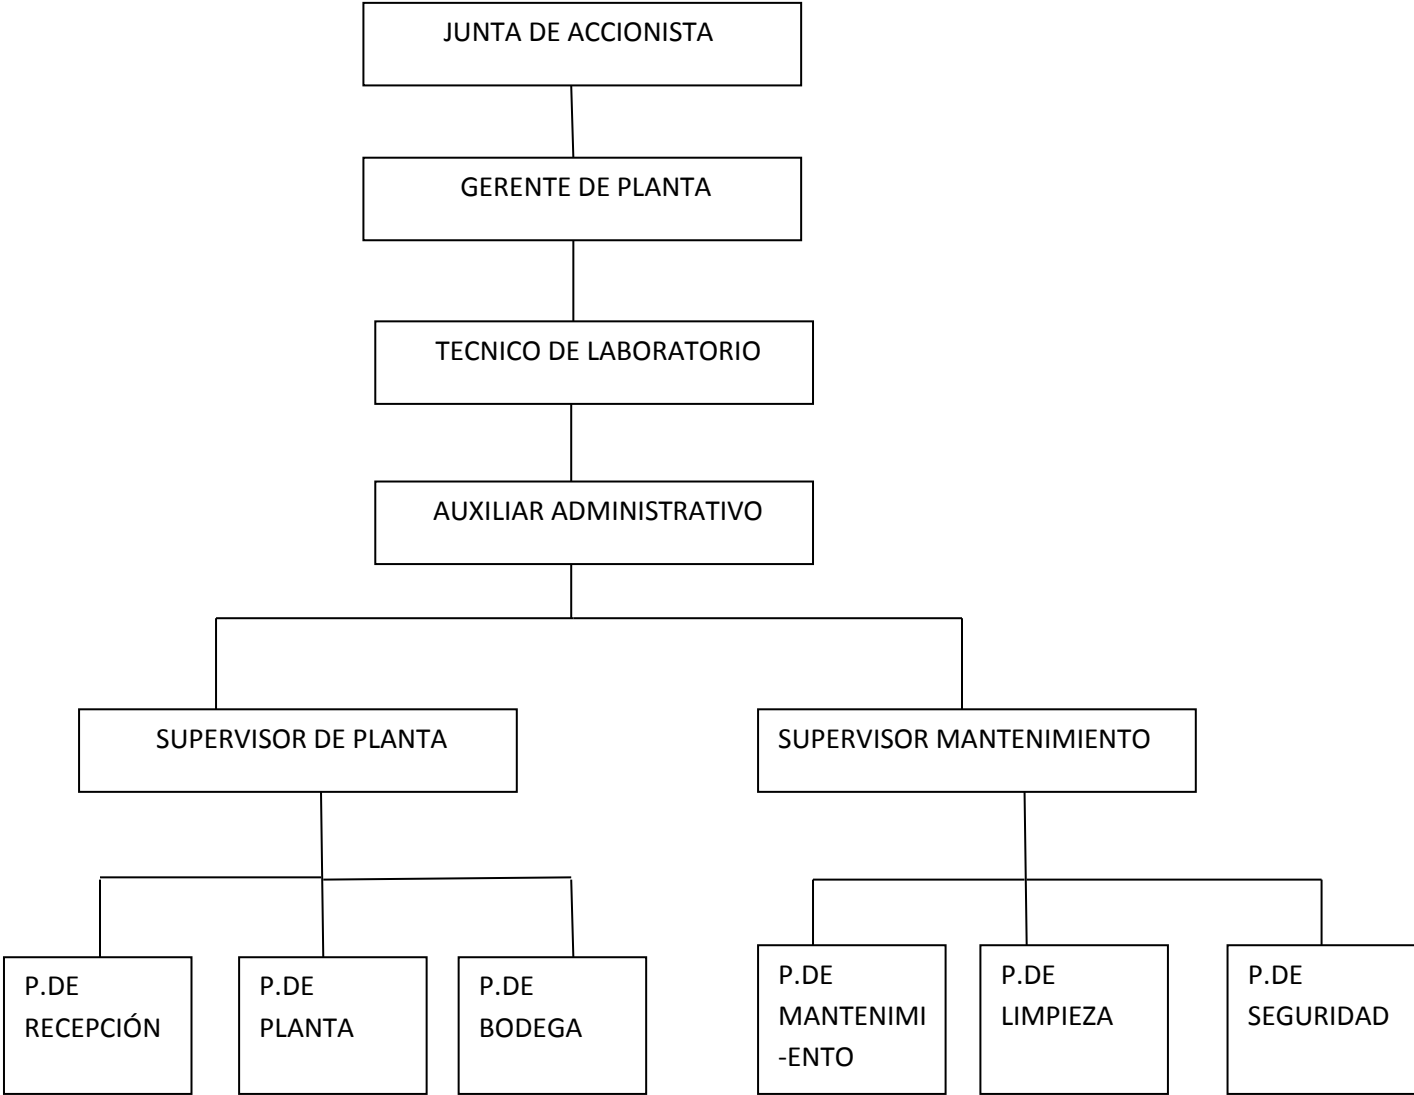 JUNTA DE ACCIONISTA
GERENTE DE PLANTA
TECNICO DE LABORATORIO
AUXILIAR ADMINISTRATIVO
SUPERVISOR DE PLANTA
SUPERVISOR MANTENIMIENTO
P.DE
RECEPCIÓN
P.DE
PLANTA
P.DE
BODEGA
P.DE
MANTENIMI
-ENTO
P.DE
LIMPIEZA
P.DE
SEGURIDAD